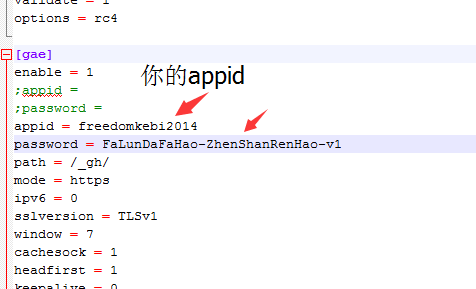 validate = 1
options = rc4
[gae]
enable = 1
你的appid
;appid =
;password =
appid = freedomkebi2014
password = FaLunDaFaHao-ZhenShanRenHao-v1
path = /_gh/
mode = https
ipv6 = 0
sslversion = TLSv1
window = 7
cachesock = 1
headfirst = 1
keepalive = 0